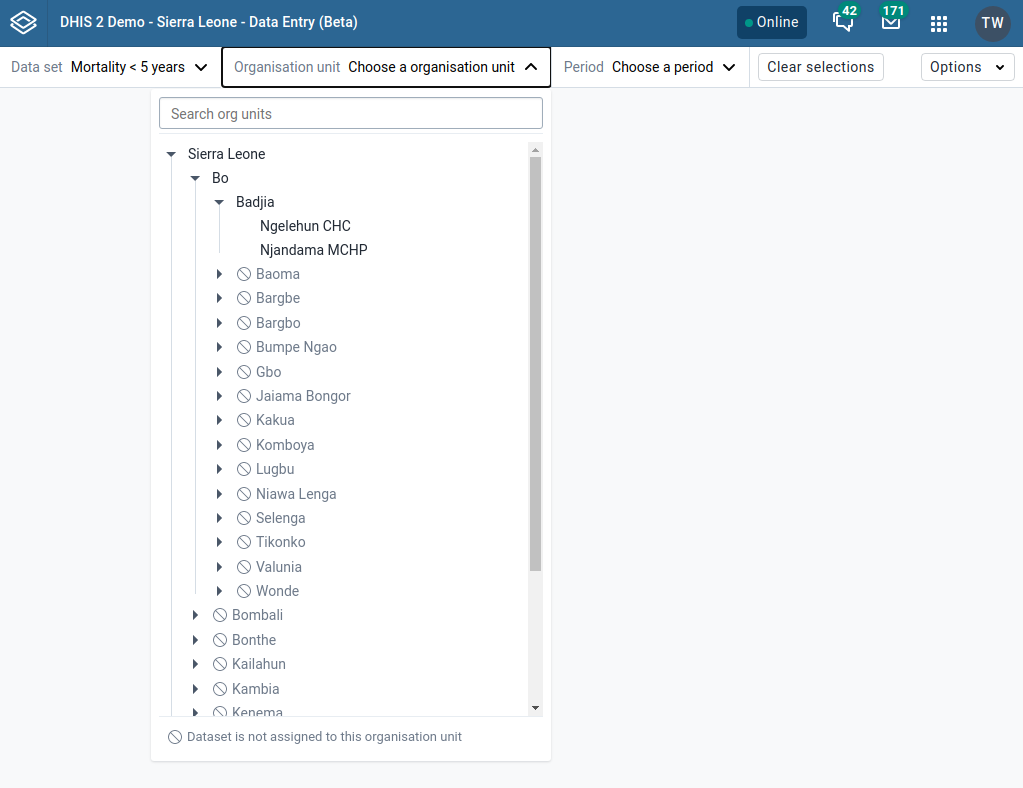 DHIS 2 Demo - Sierra Leone - Data Entry (Beta) Online 42 171 TW
Data set Mortality < 5 years Organisation unit Choose a organisation unit Period Choose a period Clear selections Options
Search org units
Sierra Leone
Bo
Badjia
Ngelehun CHC
Njandama MCHP
Baoma
Bargbe
Bargbo
Bumpe Ngao
Gbo
Jaiama Bongor
Kakua
Komboya
Lugbu
Niawa Lenga
Selenga
Tikonko
Valunia
Wonde
Bombali
Bonthe
Kailahun
Kambia
Kenema
Dataset is not assigned to this organisation unit